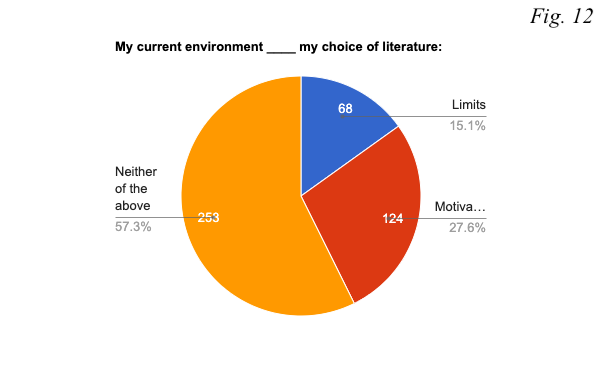 Fig. 12
My current environment ____ my choice of literature:
68
Limits
15.1%
Neither
of the
above
57.3%
253
124
Motiva…
27.6%